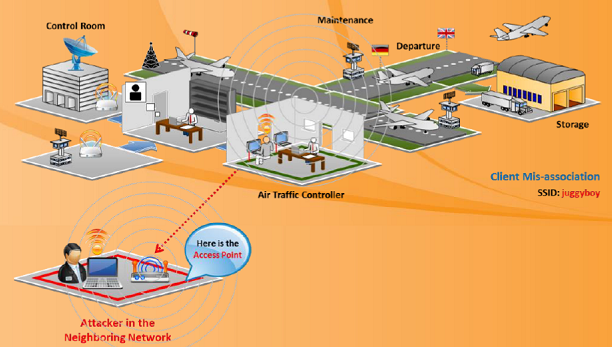 Control Room
Maintenance
Departure
Storage
Air Traffic Controller
Client Mis-association
SSID: juggyboy
Here is the
Access Point
Attacker in the
Neighboring Network